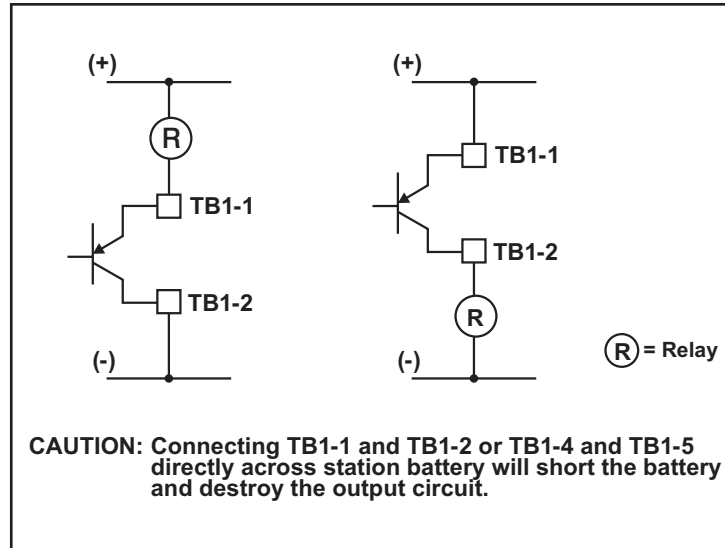 (+)
R
TB1-1
TB1-2
(-)
(+)
TB1-1
TB1-2
R
(-)
R = Relay
CAUTION: Connecting TB1-1 and TB1-2 or TB1-4 and TB1-5
directly across station battery will short the battery
and destroy the output circuit.